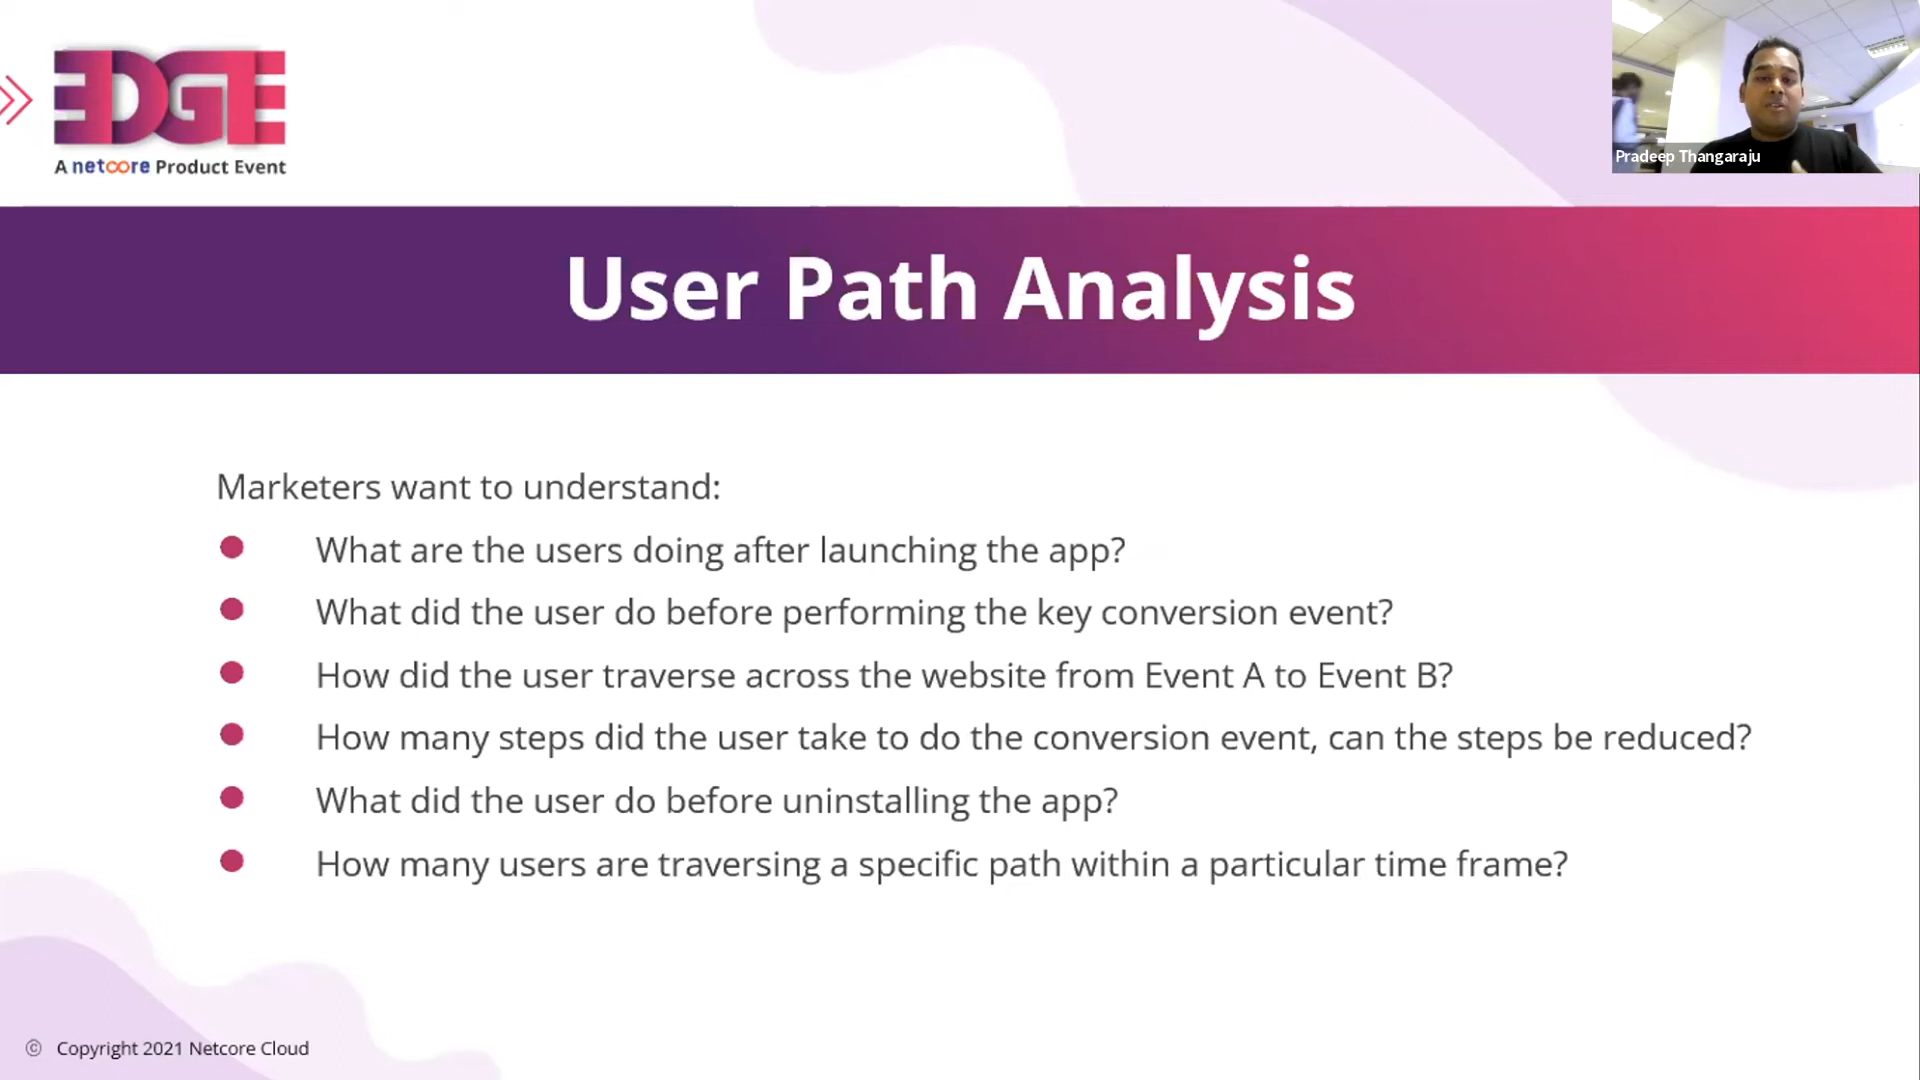 EDGE
A netcore Product Event
Pradeep Thangaraju
User Path Analysis
Marketers want to understand:
What are the users doing after launching the app?
What did the user do before performing the key conversion event?
How did the user traverse across the website from Event A to Event B?
How many steps did the user take to do the conversion event, can the steps be reduced?
What did the user do before uninstalling the app?
How many users are traversing a specific path within a particular time frame?
© Copyright 2021 Netcore Cloud